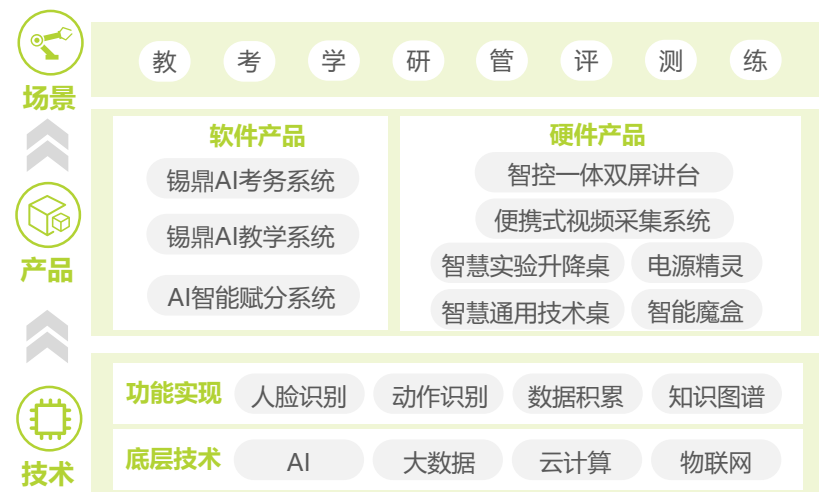 教 考 学 研 管 评 测 练
场景
软件产品
锡鼎AI考务系统
锡鼎AI教学系统
AI智能赋分系统
硬件产品
智控一体双屏讲台
便携式视频采集系统
智慧实验升降桌 电源精灵
智慧通用技术桌 智能魔盒
产品
功能实现 人脸识别 动作识别 数据积累 知识图谱
底层技术 AI 大数据 云计算 物联网
技术